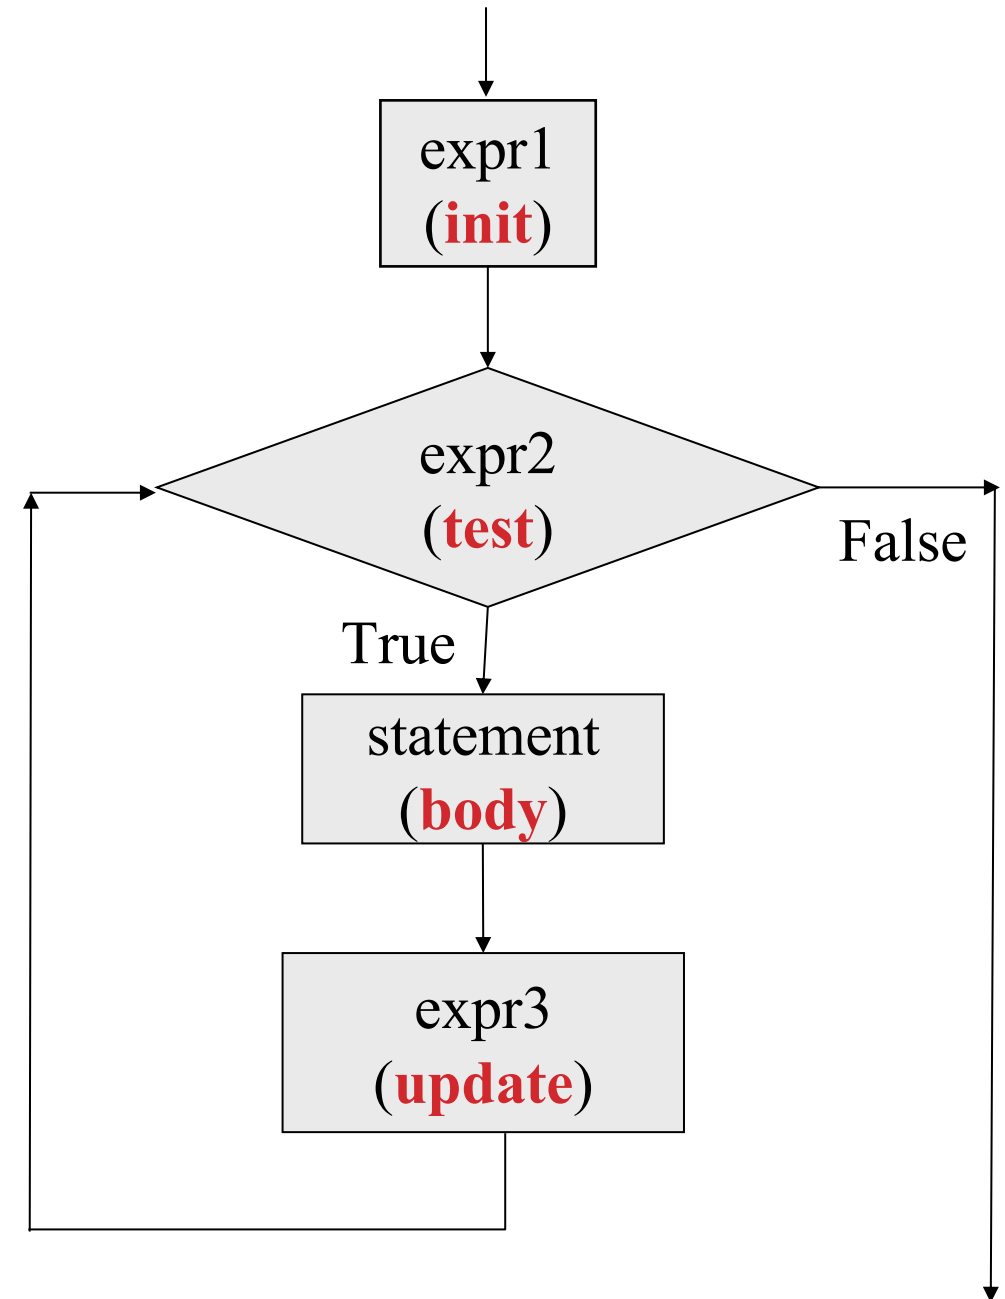 expr1
(init)
expr2
(test)
False
True
statement
(body)
expr3
(update)